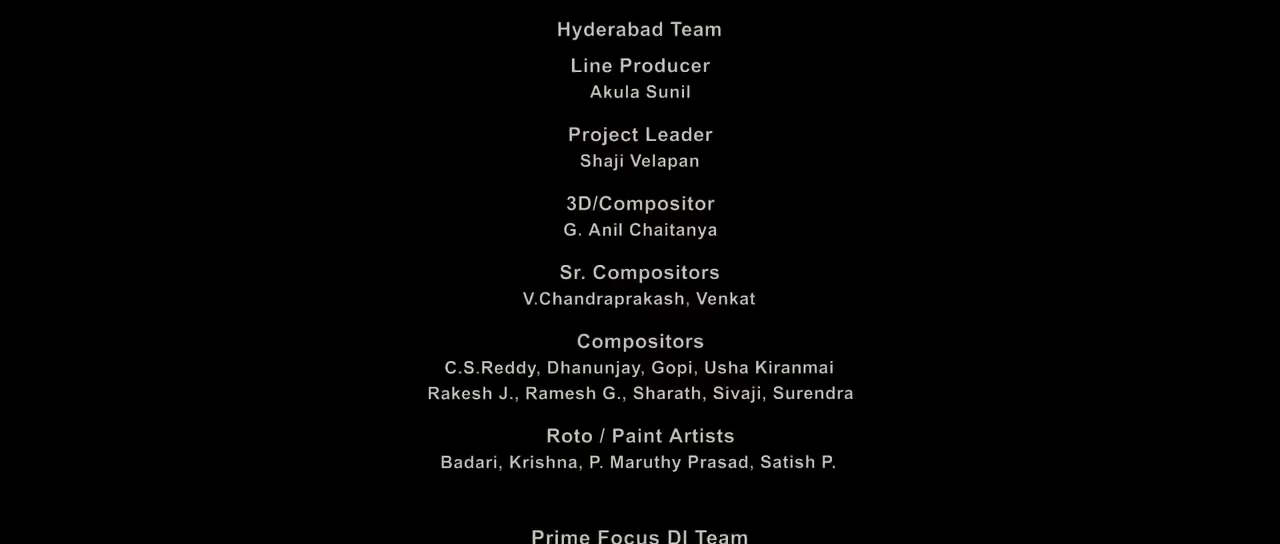 Hyderabad Team
Line Producer
Akula Sunil
Project Leader
Shaji Velapan
3D/Compositor
G. Anil Chaitanya
Sr. Compositors
V.Chandraprakash, Venkat
Compositors
C.S.Reddy, Dhanunjay, Gopi, Usha Kiranmai
Rakesh J., Ramesh G., Sharath, Sivaji, Surendra
Roto / Paint Artists
Badari, Krishna, P. Maruthy Prasad, Satish P.
Prime Focus DI Team